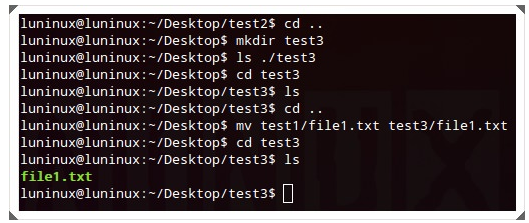 luninux@luninux:~/Desktop/test2$ cd ..
luninux@luninux:~/Desktop$ mkdir test3
luninux@luninux:~/Desktop$ ls ./test3
luninux@luninux:~/Desktop$ cd test3
luninux@luninux:~/Desktop/test3$ ls
luninux@luninux:~/Desktop/test3$ cd ..
luninux@luninux:~/Desktop$ mv test1/file1.txt test3/file1.txt
luninux@luninux:~/Desktop$ cd test3
luninux@luninux:~/Desktop/test3$ ls
file1.txt
luninux@luninux:~/Desktop/test3$